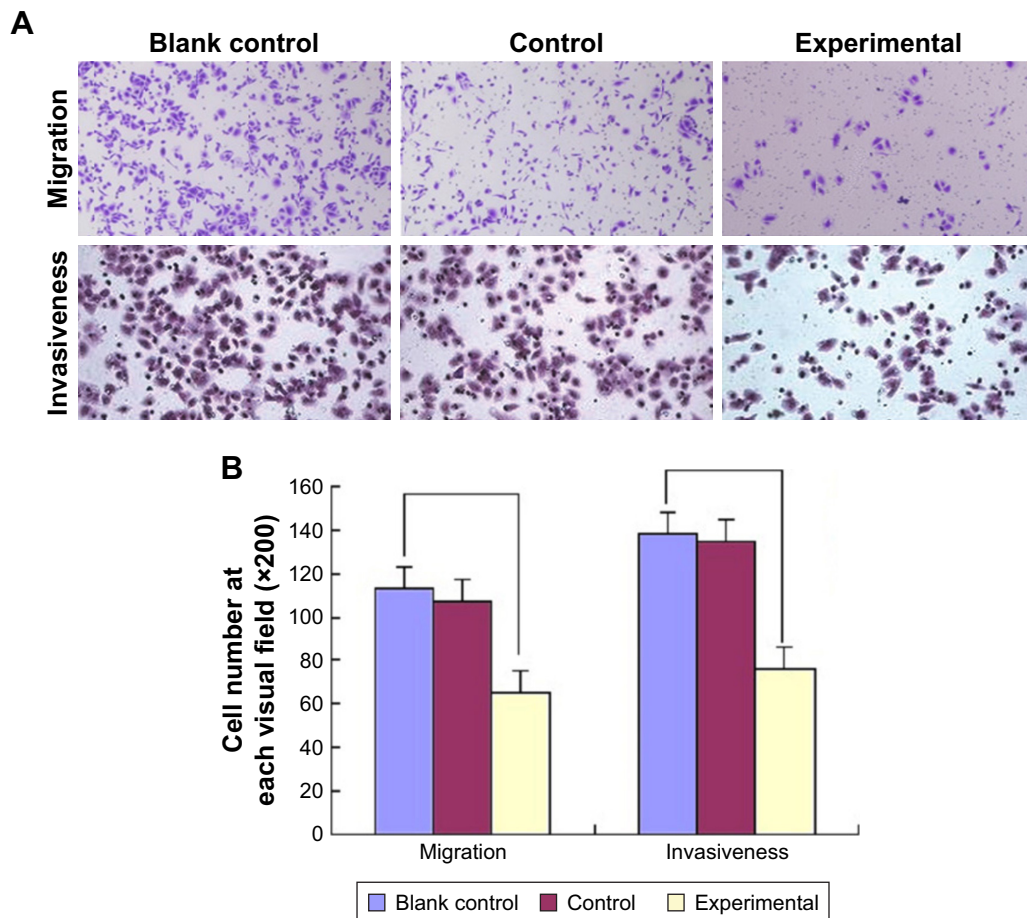 A
Blank control
Control
Experimental
Migration
Invasiveness
B
Cell number at
each visual field (×200)
160
140
120
100
80
60
40
20
0
Migration
Invasiveness
Blank control
Control
Experimental